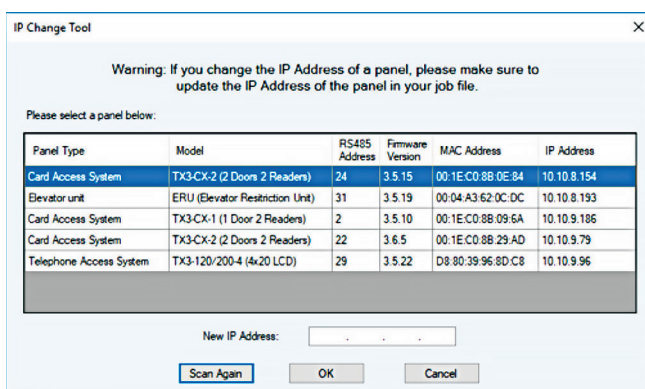 IP Change Tool
Warning: If you change the IP Address of a panel, please make sure to
update the IP Address of the panel in your job file.
Please select a panel below:
Panel Type Model RS485 Address Firmware Version MAC Address IP Address
Card Access System TX3-CX-2 (2 Doors 2 Readers) 24 3.5.15 00:1E:C0:8B:0E:84 10.10.8.154
Elevator unit ERU (Elevator Resitriction Unit) 31 3.5.19 00:04:A3:62:0C:DC 10.10.8.193
Card Access System TX3-CX-1 (1 Door 2 Readers) 2 3.5.10 00:1E:C0:8B:09:6A 10.10.9.186
Card Access System TX3-CX-2 (2 Doors 2 Readers) 22 3.6.5 00:1E:C0:8B:29:AD 10.10.9.79
Telephone Access System TX3-120/200-4 (4x20 LCD) 29 3.5.22 D8:80:39:96:8D:C8 10.10.9.96
New IP Address: . . .
Scan Again OK Cancel